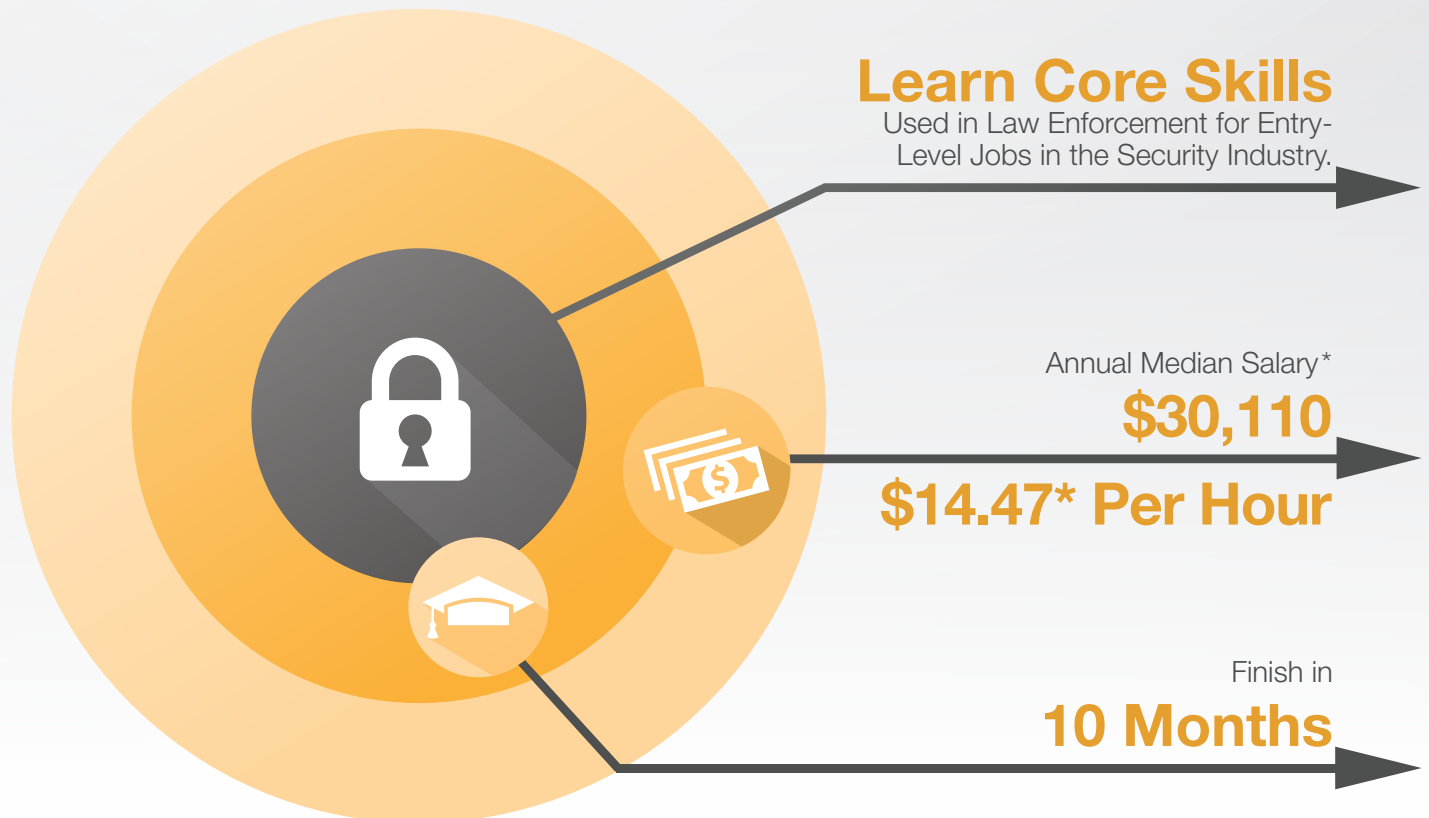 Learn Core Skills
Used in Law Enforcement for Entry-
Level Jobs in the Security Industry.
Annual Median Salary*
$30,110
$14.47* Per Hour
Finish in
10 Months